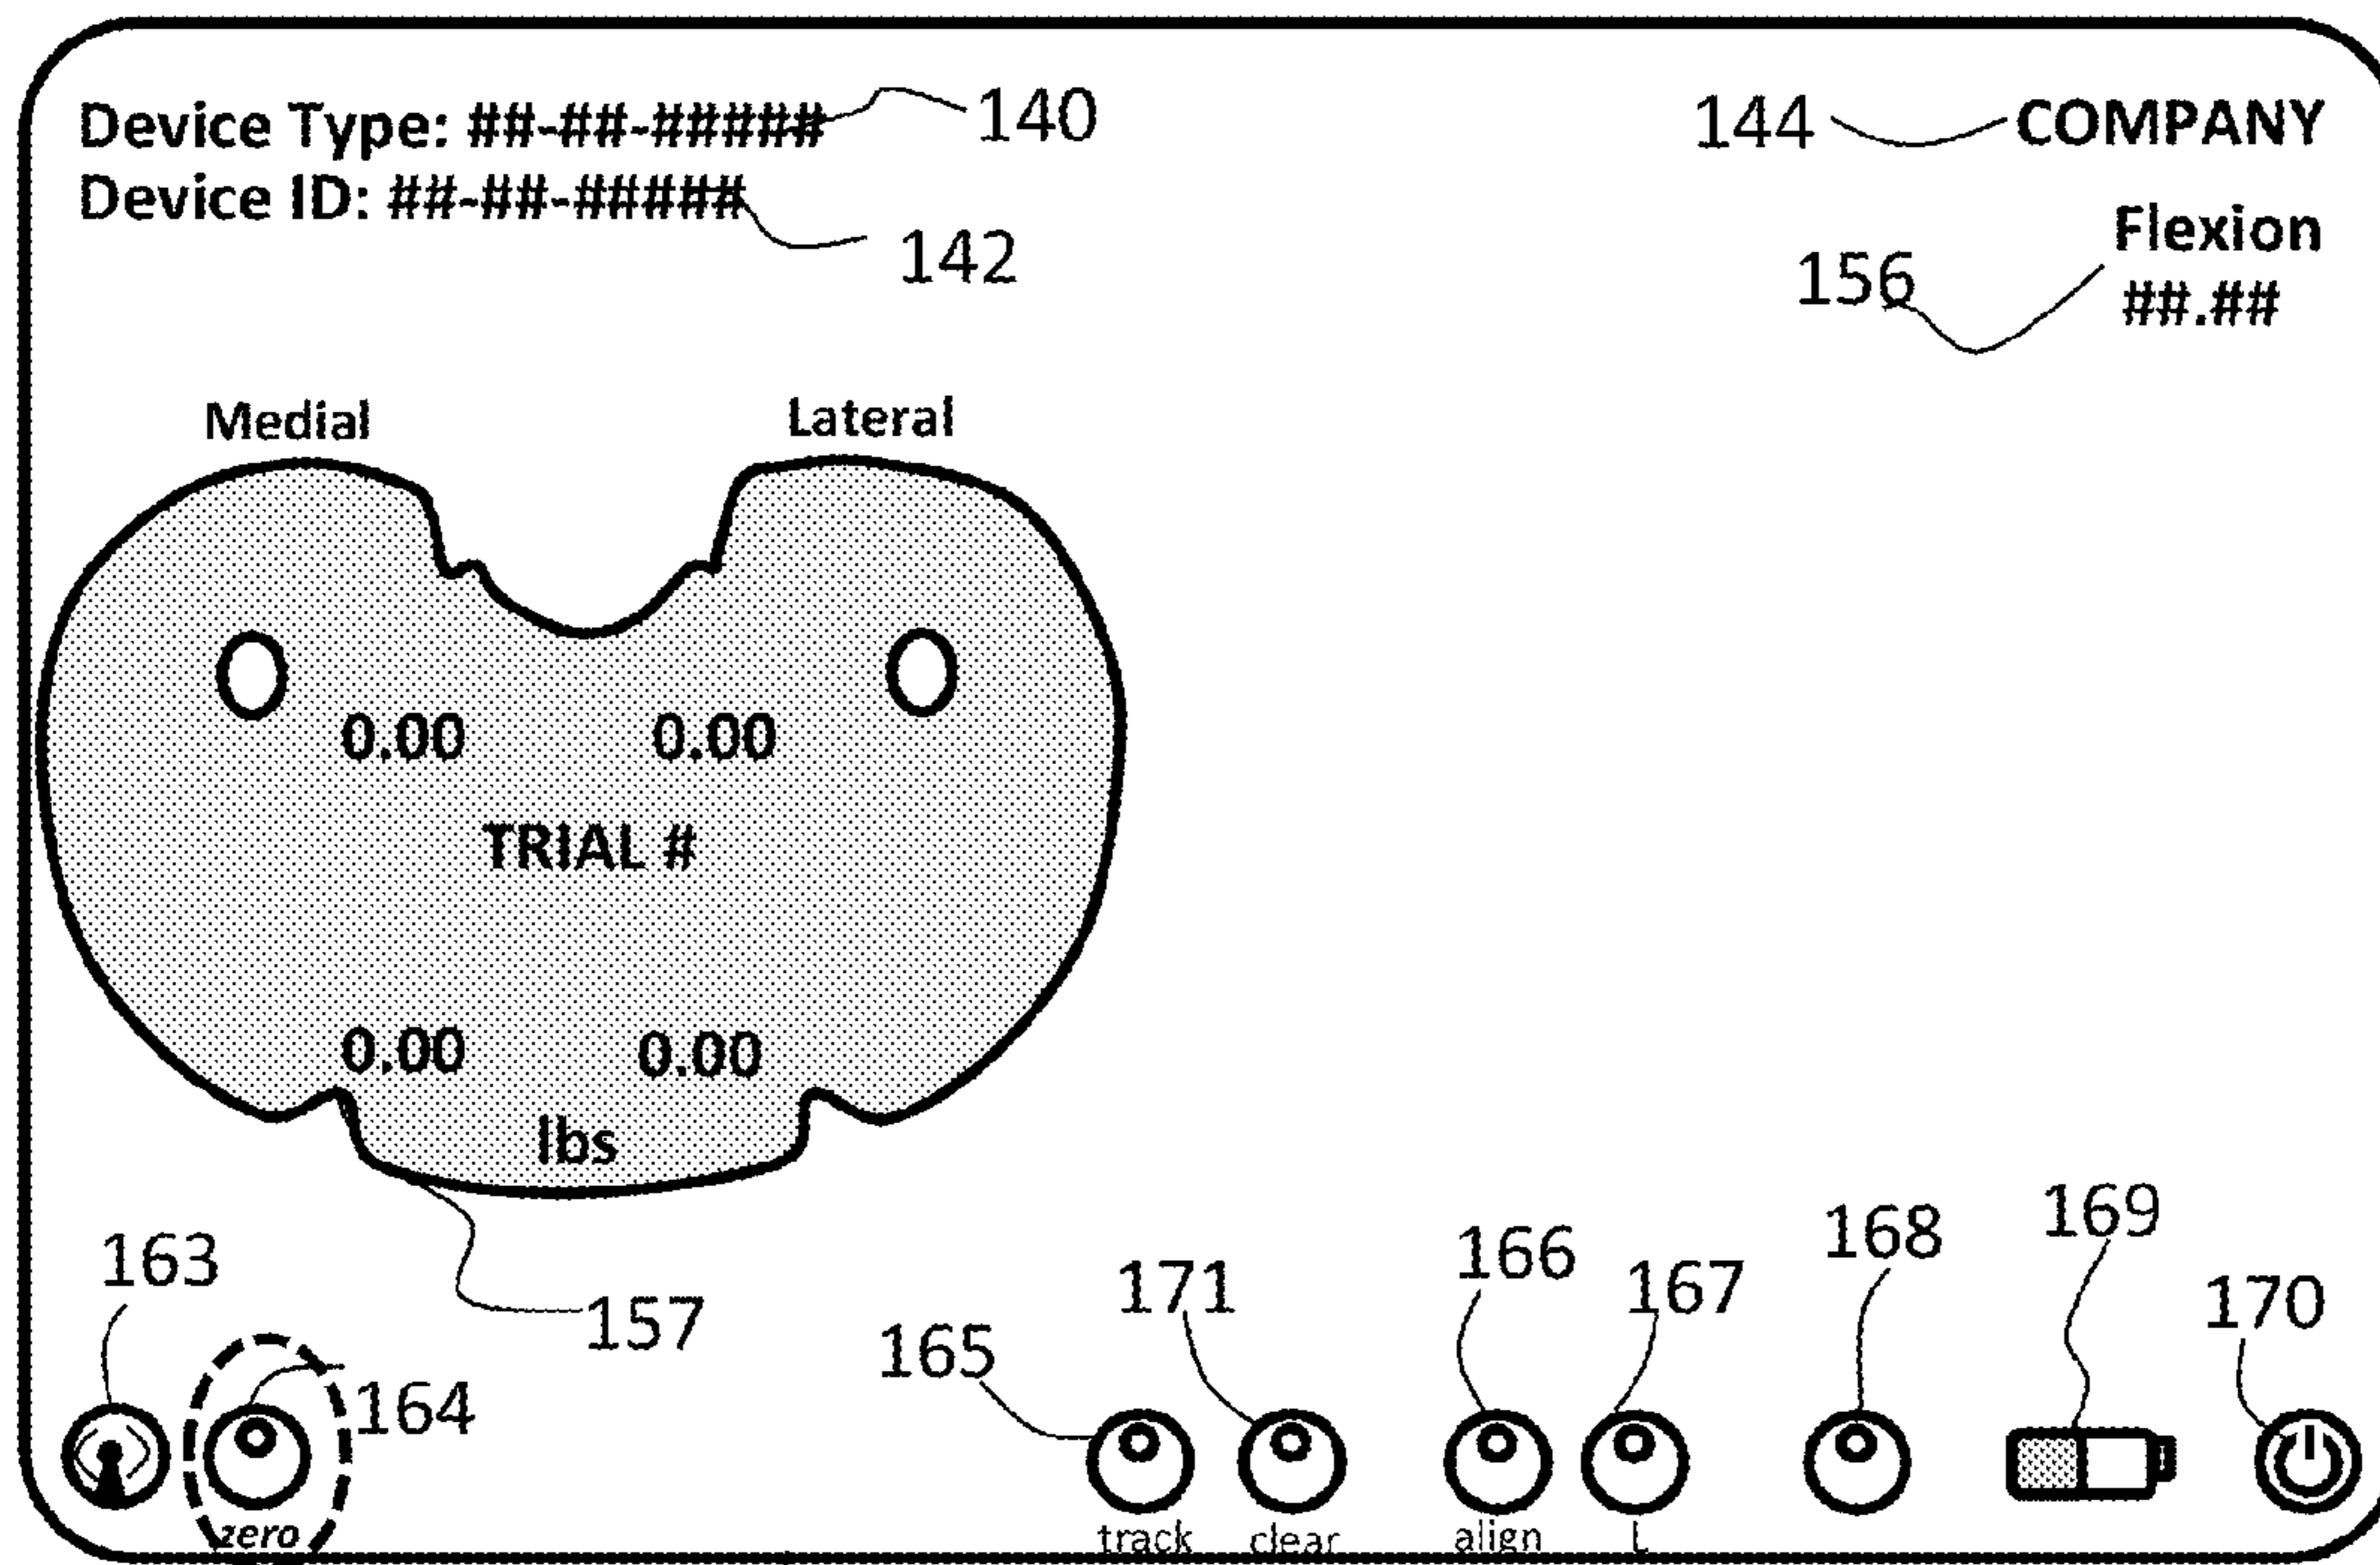 Device Type: ##-##-##### 140
144 COMPANY
Device ID: ##-##-##### 142
Flexion
156 ##.##
Medial Lateral
0.00 0.00
TRIAL #
0.00 0.00
lbs
163 157 164
165 171 166 167 168 169 170
zero track clear align L